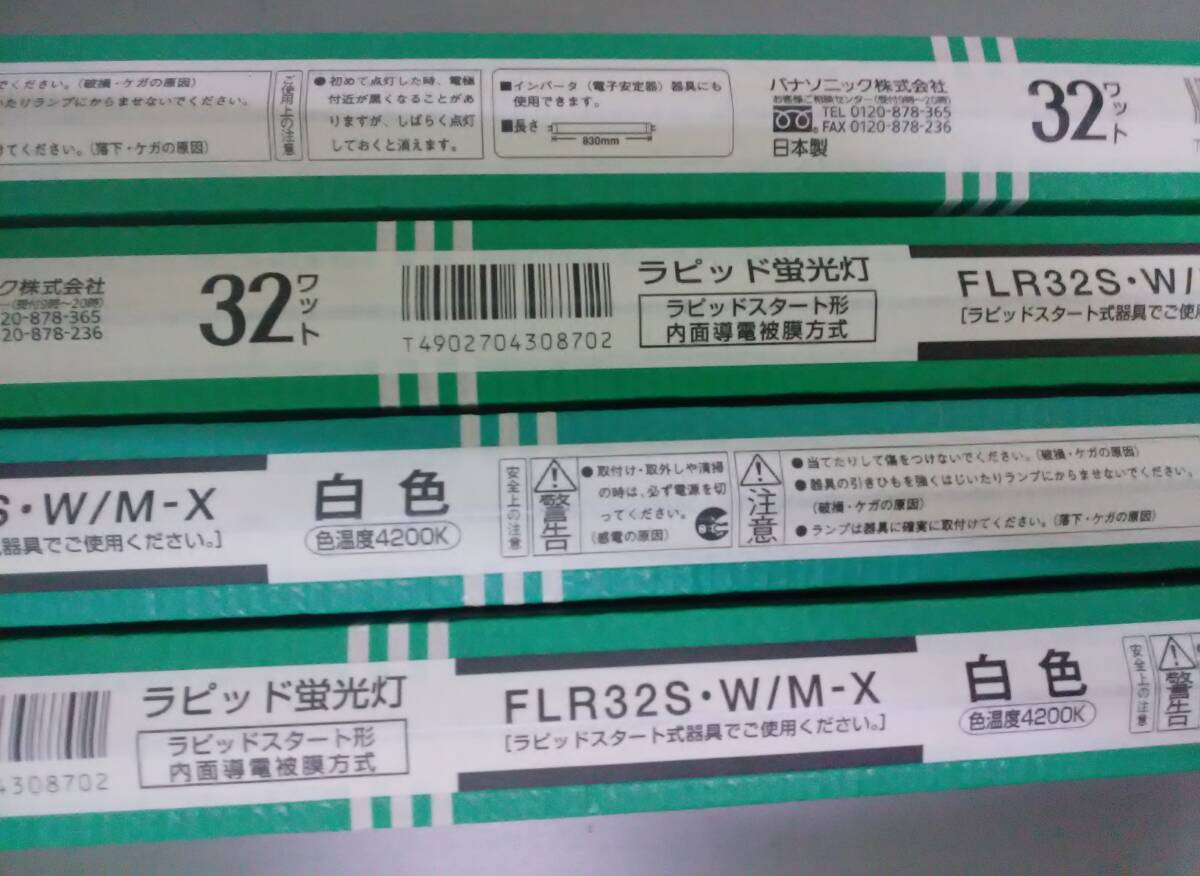 でください。(破損・ケガの原因)
いたりランプにからませないでください。
けてください。(落下・ケガの原因)
ご使用上の注意
●初めて点灯した時、電極
付近が黒くなることがあ
りますが、しばらく点灯
しておくと消えます。
■インバータ(電子安定器)器具にも
使用できます。
■長さ
830mm
パナソニック株式会社
お客様ご相談センター(受付9時〜20時)
TEL 0120-878-365
FAX 0120-878-236
日本製
32ワット
ック株式会社
ー(受付9時〜20時)
20-878-365
20-878-236
32ワット
T4902704308702
ラピッド蛍光灯
ラピッドスタート形
内面導電被膜方式
FLR32S・W/
[ラピッドスタート式器具でご使用
S・W/M-X
器具でご使用ください。]
白色
色温度4200K
安全上の注意
警告
●取付け・取外しや清掃
の時は、必ず電源を切
ってください。
(感電の原因)
注意
●当てたりして傷をつけないでください。(破損・ケガの原因)
●器具の引きひもを強くはじいたりランプにからませないでください。
(破損・ケガの原因)
●ランプは器具に確実に取付けてください。(落下・ケガの原因)
4308702
ラピッド蛍光灯
ラピッドスタート形
内面導電被膜方式
FLR32S・W/M-X
[ラピッドスタート式器具でご使用ください。]
白色
色温度4200K
安全上の注意
警告